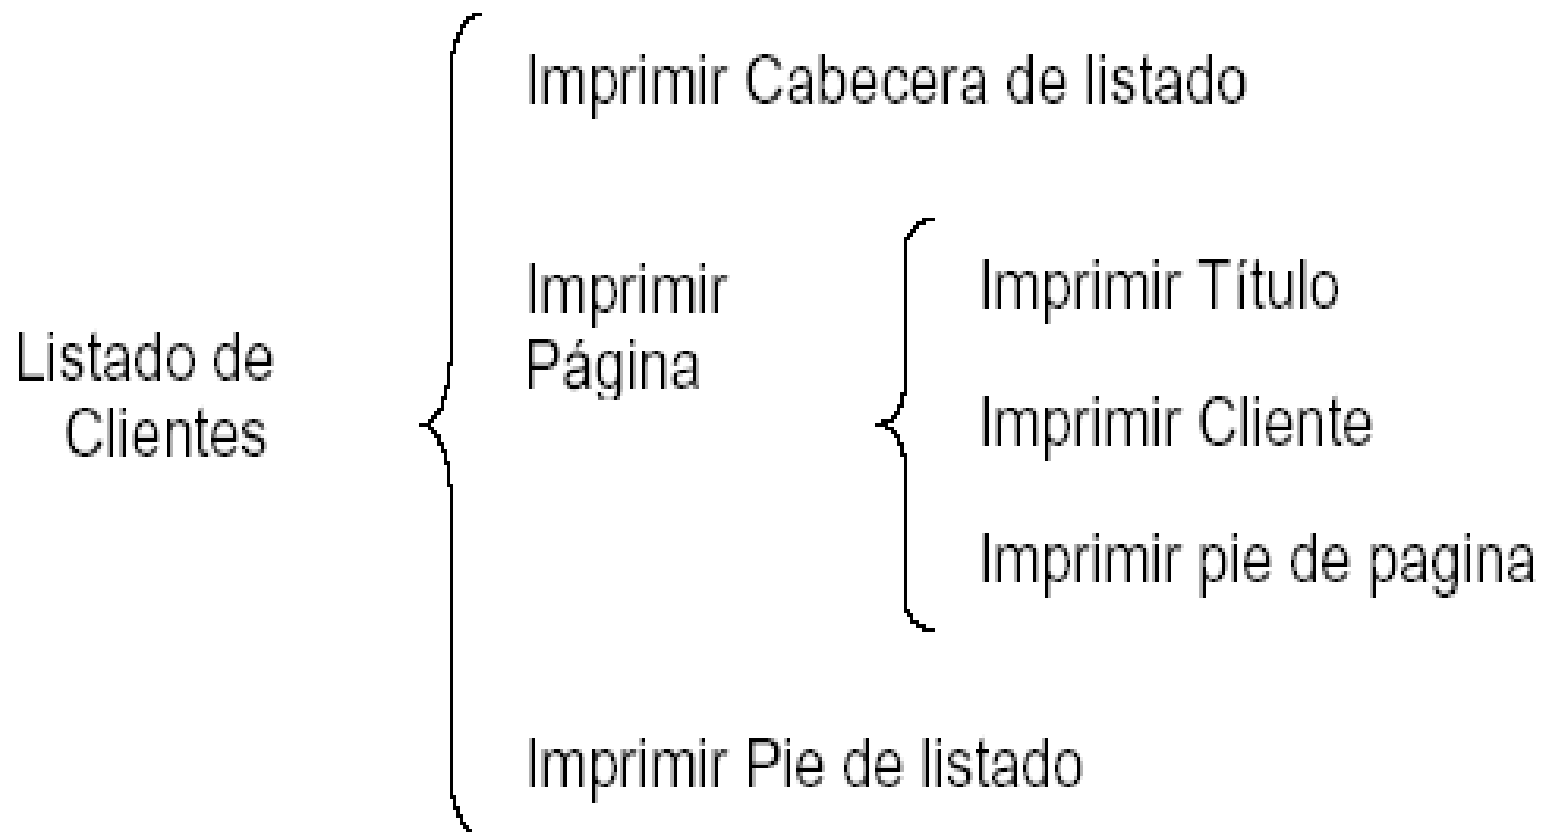 Listado de
Clientes
Imprimir Cabecera de listado
Imprimir
Página
Imprimir Título
Imprimir Cliente
Imprimir pie de pagina
Imprimir Pie de listado